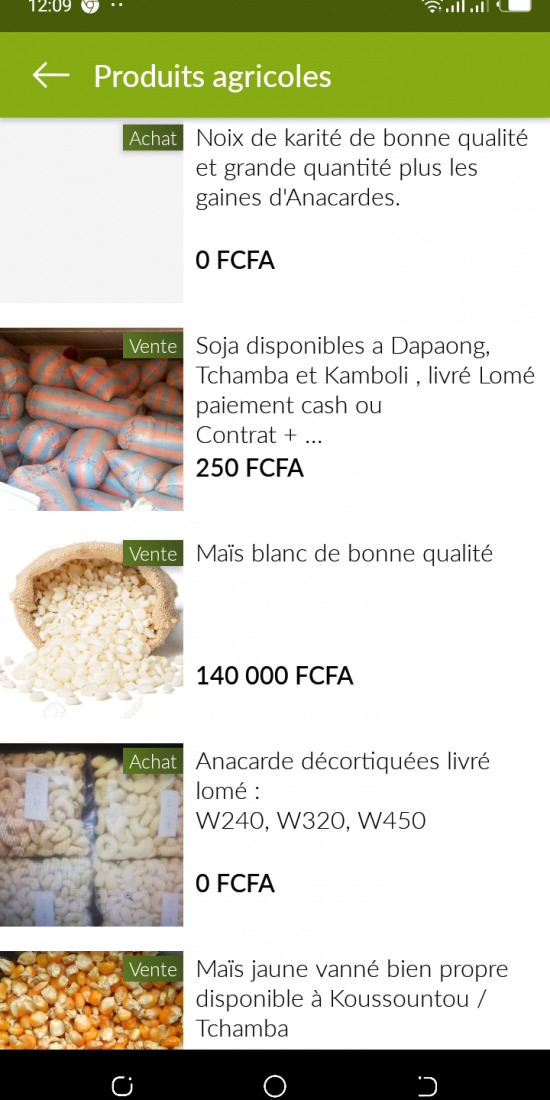 12:09
Produits agricoles
Achat
Noix de karité de bonne qualité
et grande quantité plus les
gaines d'Anacardes.
0 FCFA
Vente
Soja disponibles a Dapaong,
Tchamba et Kamboli , livré Lomé
paiement cash ou
Contrat + ...
250 FCFA
Vente
Maïs blanc de bonne qualité
140 000 FCFA
Achat
Anacarde décortiquées livré
lomé :
W240, W320, W450
0 FCFA
Vente
Maïs jaune vanné bien propre
disponible à Koussountou /
Tchamba